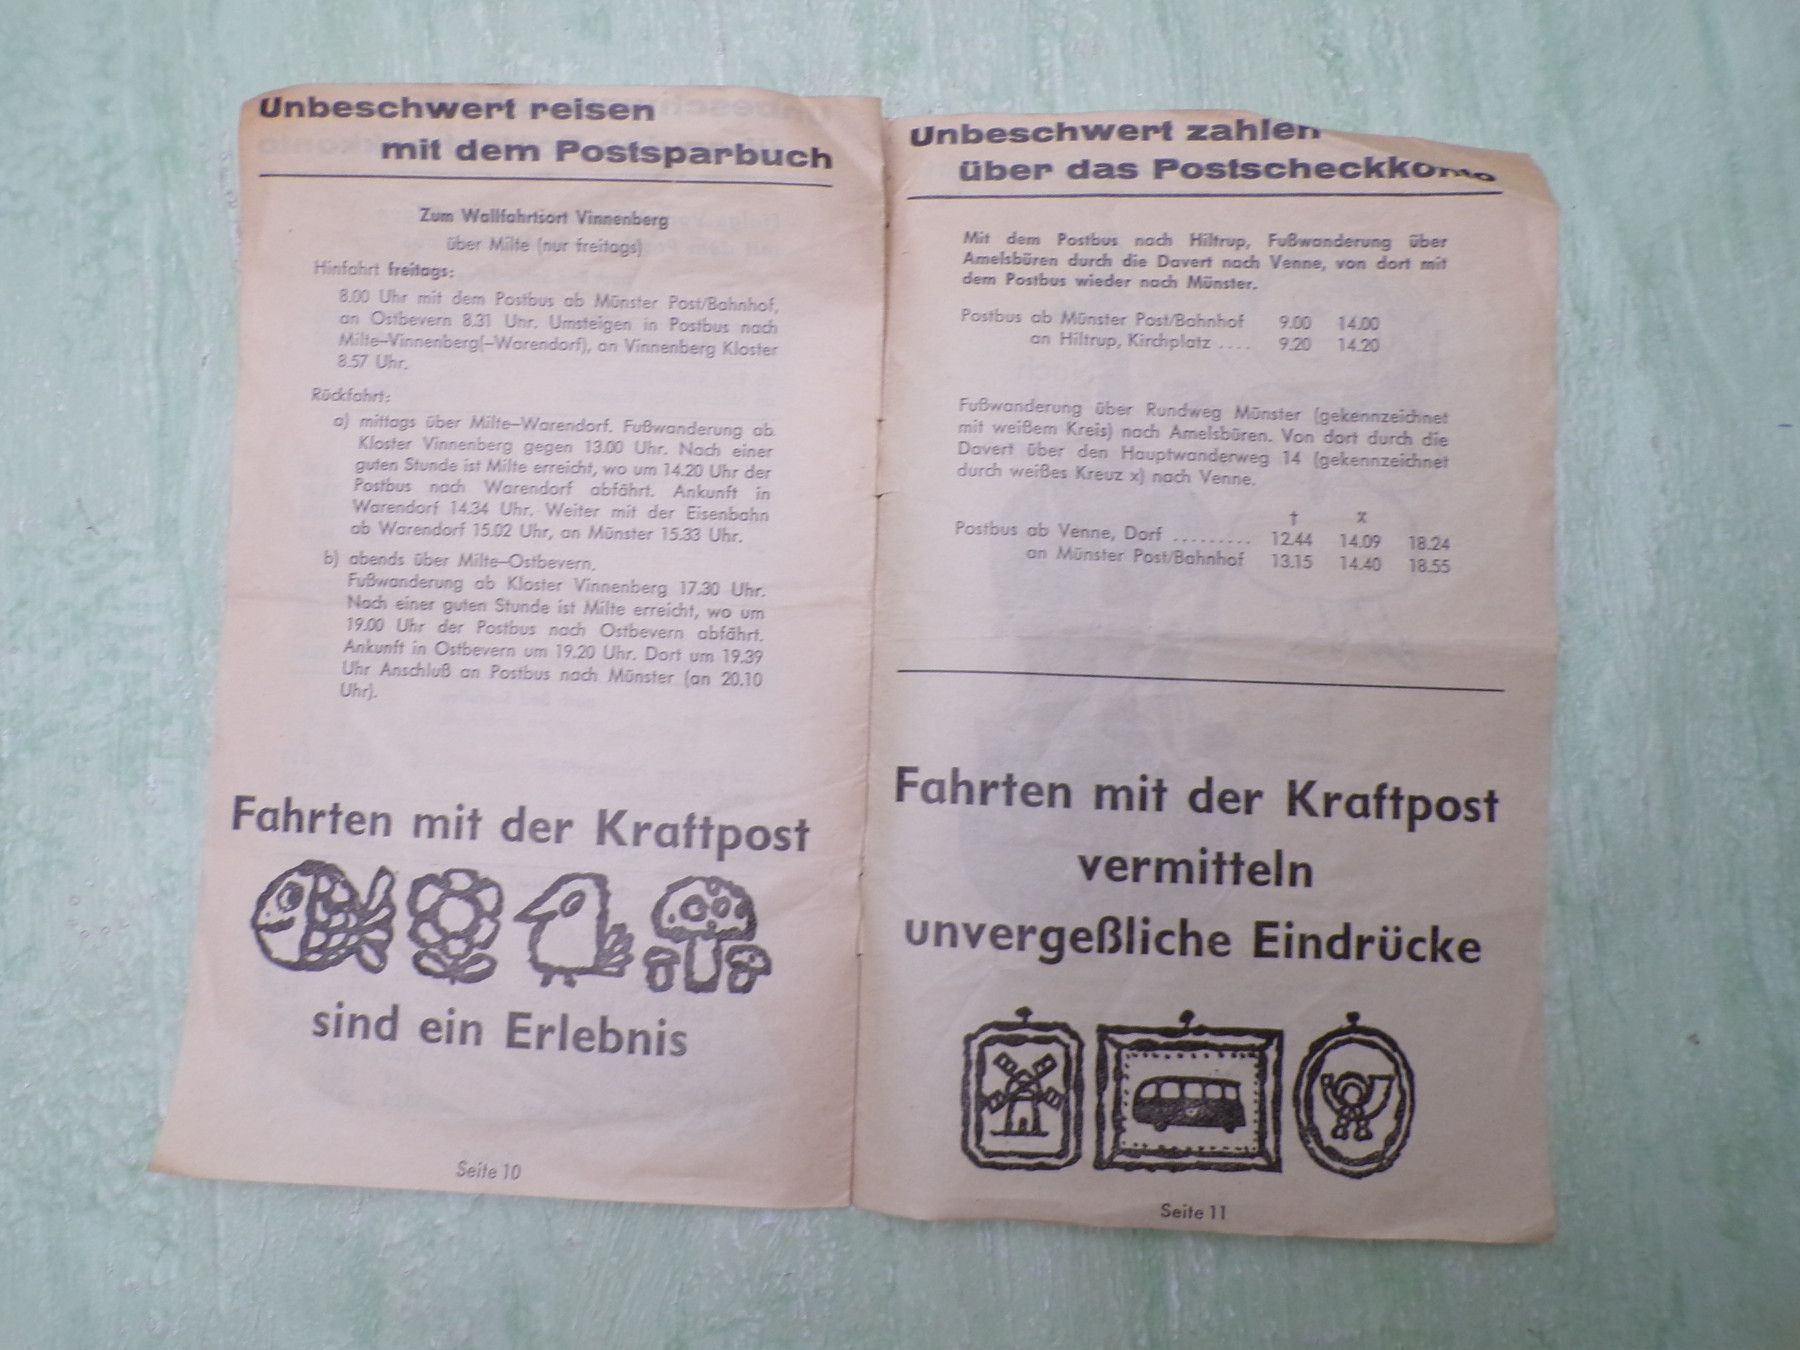 Unbeschwert reisen
mit dem Postsparbuch
Zum Wallfahrtsort Vinnenberg
über Milte (nur freitags)
Hinfahrt freitags:
8.00 Uhr mit dem Postbus ab Münster Post/Bahnhof,
an Ostbevern 8.31 Uhr. Umsteigen in Postbus nach
Milte–Vinnenberg(–Warendorf), an Vinnenberg Kloster
8.57 Uhr.
Rückfahrt:
a) mittags über Milte–Warendorf. Fußwanderung ab
Kloster Vinnenberg gegen 13.00 Uhr. Nach einer
guten Stunde ist Milte erreicht, wo um 14.20 Uhr der
Postbus nach Warendorf abfährt. Ankunft in
Warendorf 14.34 Uhr. Weiter mit der Eisenbahn
ab Warendorf 15.02 Uhr, an Münster 15.33 Uhr.
b) abends über Milte–Ostbevern.
Fußwanderung ab Kloster Vinnenberg 17.30 Uhr.
Nach einer guten Stunde ist Milte erreicht, wo um
19.00 Uhr der Postbus nach Ostbevern abfährt.
Ankunft in Ostbevern um 19.20 Uhr. Dort um 19.39
Uhr Anschluß an Postbus nach Münster (an 20.10
Uhr).
Fahrten mit der Kraftpost
sind ein Erlebnis
Seite 10
Unbeschwert zahlen
über das Postscheckkonto
Mit dem Postbus nach Hiltrup, Fußwanderung über
Amelsbüren durch die Davert nach Venne, von dort mit
dem Postbus wieder nach Münster.
Postbus ab Münster Post/Bahnhof 9.00 14.00
an Hiltrup, Kirchplatz .... 9.20 14.20
Fußwanderung über Rundweg Münster (gekennzeichnet
mit weißem Kreis) nach Amelsbüren. Von dort durch die
Davert über den Hauptwanderweg 14 (gekennzeichnet
durch weißes Kreuz x) nach Venne.
† ⚒
Postbus ab Venne, Dorf ......... 12.44 14.09 18.24
an Münster Post/Bahnhof 13.15 14.40 18.55
Fahrten mit der Kraftpost
vermitteln
unvergeßliche Eindrücke
Seite 11